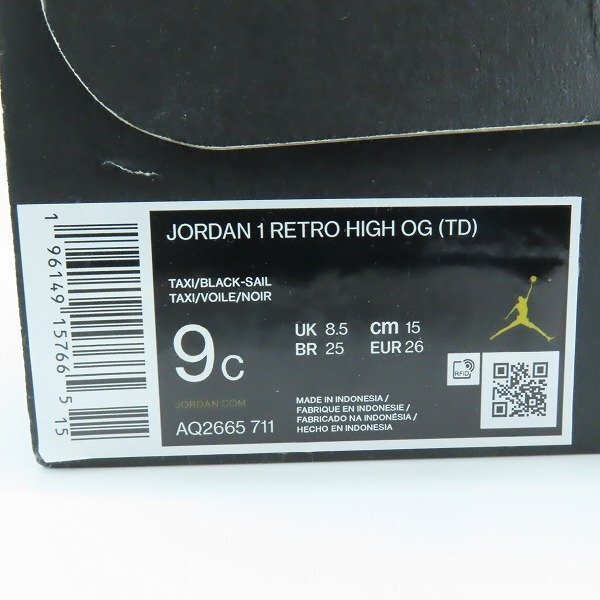 JORDAN 1 RETRO HIGH OG (TD)
TAXI/BLACK-SAIL
TAXI/VOILE/NOIR
9C
UK 8.5 cm 15
BR 25 EUR 26
JORDAN.COM
AQ2665 711
MADE IN INDONESIA/
FABRIQUE EN INDONESIE/
FABRICADO NA INDONÉSIA/
HECHO EN INDONESIA
RFID
1 96149 15766 5 15